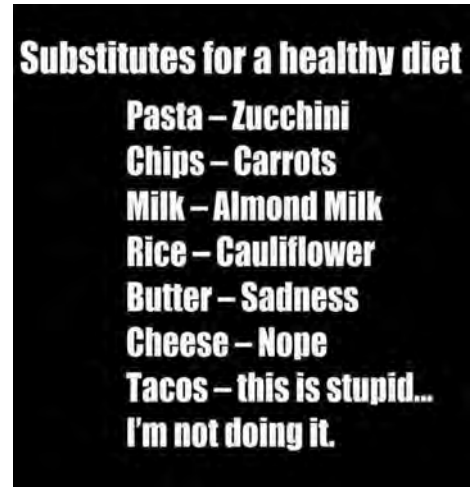 Substitutes for a healthy diet
Pasta – Zucchini
Chips – Carrots
Milk – Almond Milk
Rice – Cauliflower
Butter – Sadness
Cheese – Nope
Tacos – this is stupid...
I'm not doing it.